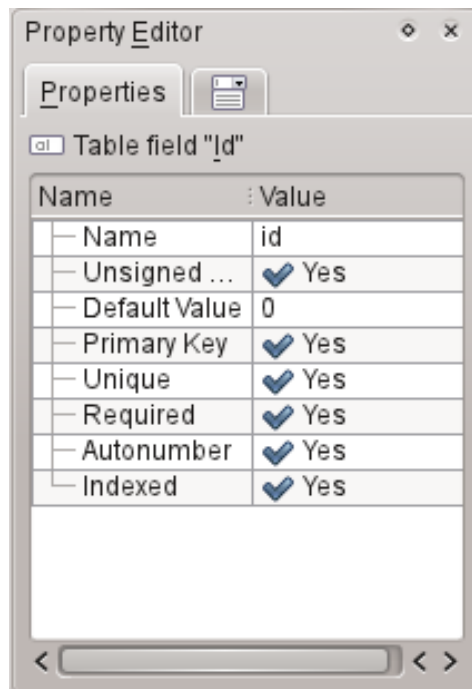 Property Editor
Properties
Table field "Id"
Name Value
Name id
Unsigned ... Yes
Default Value 0
Primary Key Yes
Unique Yes
Required Yes
Autonumber Yes
Indexed Yes